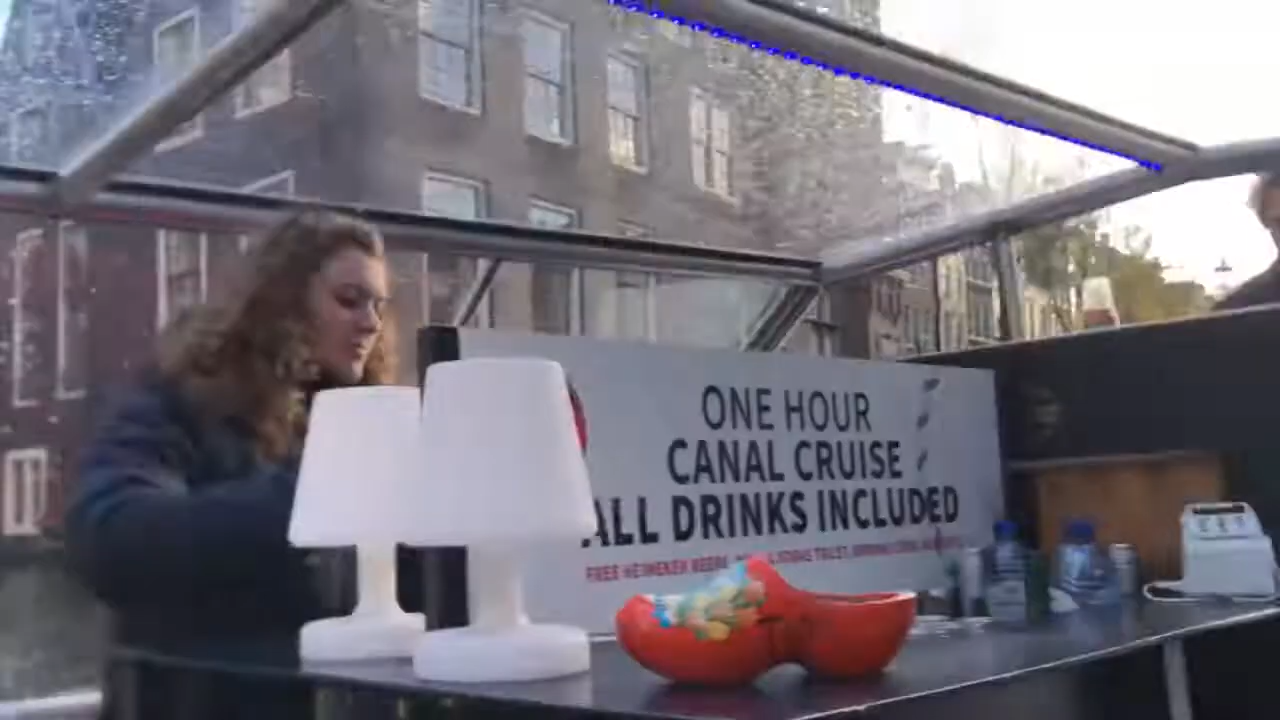 ONE HOUR
CANAL CRUISE
ALL DRINKS INCLUDED
FREE HEINEKEN BEERS